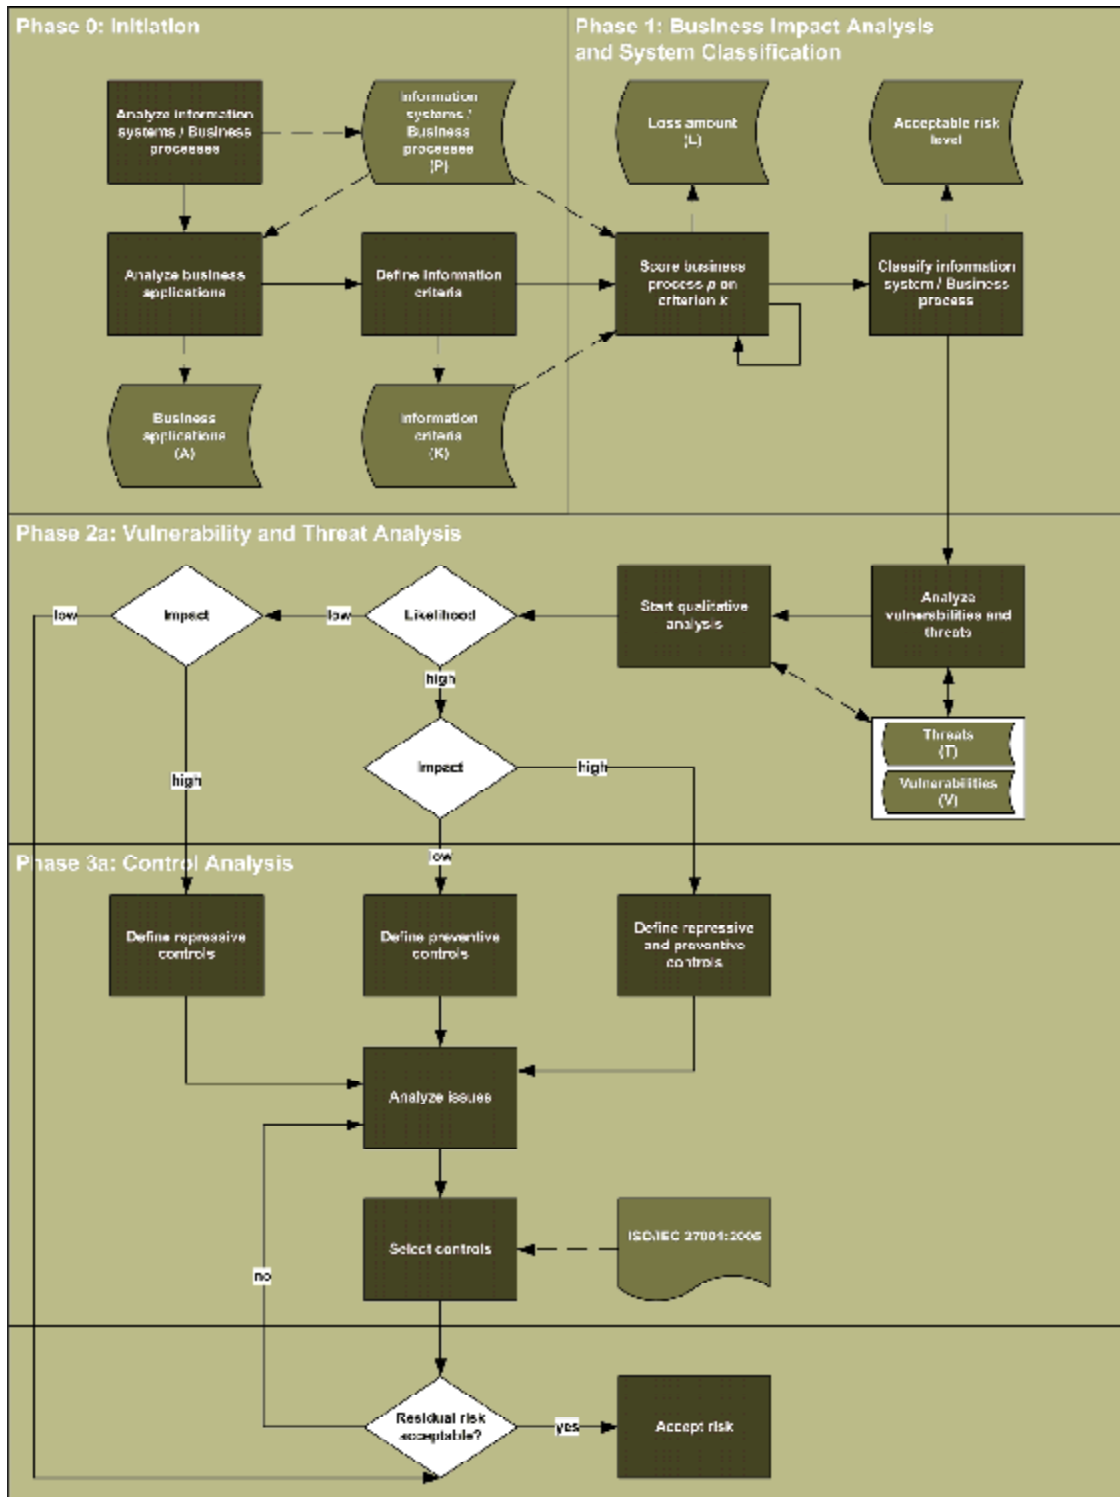 Phase 0: Initiation
Phase 1: Business Impact Analysis
and System Classification
Analyze information
systems / Business
processes
Information
systems /
Business
processes
(P)
Loss amount
(L)
Acceptable risk
level
Analyze business
applications
Define information
criteria
Score business
process p on
criterion k
Classify information
system / Business
process
Business
applications
(A)
Information
criteria
(K)
Phase 2a: Vulnerability and Threat Analysis
low
Impact
low
Likelihood
Start qualitative
analysis
Analyze
vulnerabilities and
threats
high
Threats
(T)
Impact
high
high
Vulnerabilities
(V)
Phase 3a: Control Analysis
low
Define repressive
controls
Define preventive
controls
Define repressive
and preventive
controls
Analyze issues
Select controls
no
Residual risk
acceptable?
yes
Accept risk